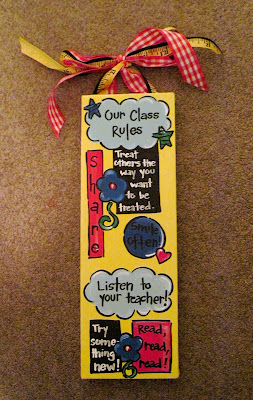 Our Class
Rules
Share
Treat
others the
way you
want
to be
treated.
Smile
often!
Listen to
your teacher!
Try
some-
thing
new!
Read,
read,
read!